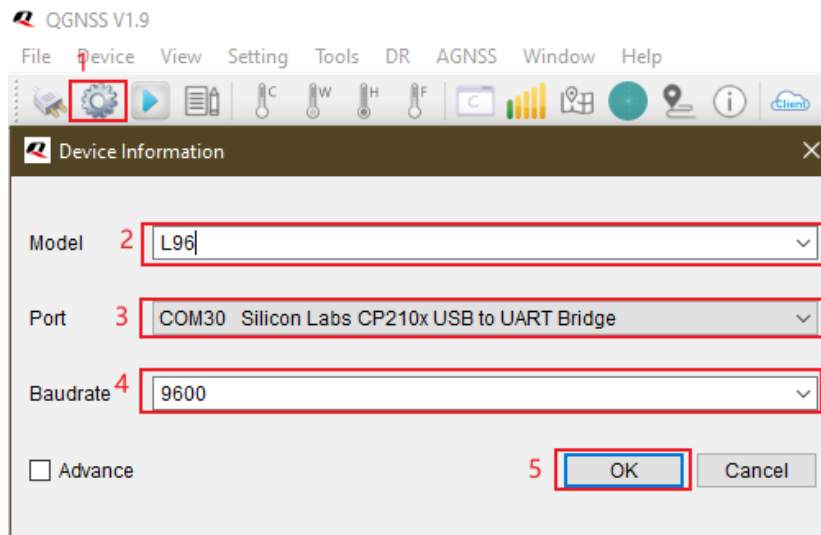 QGNSS V1.9
File Device View Setting Tools DR AGNSS Window Help
1
C W H F C Client
Device Information
Model 2 L96
Port 3 COM30 Silicon Labs CP210x USB to UART Bridge
Baudrate 4 9600
Advance 5 OK Cancel